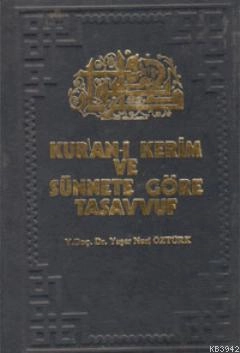 KUR'AN-I KERİM
VE
SÜNNETE GÖRE
TASAVVUF
Y.Doç. Dr. Yaşar Nuri ÖZTÜRK
KB3942